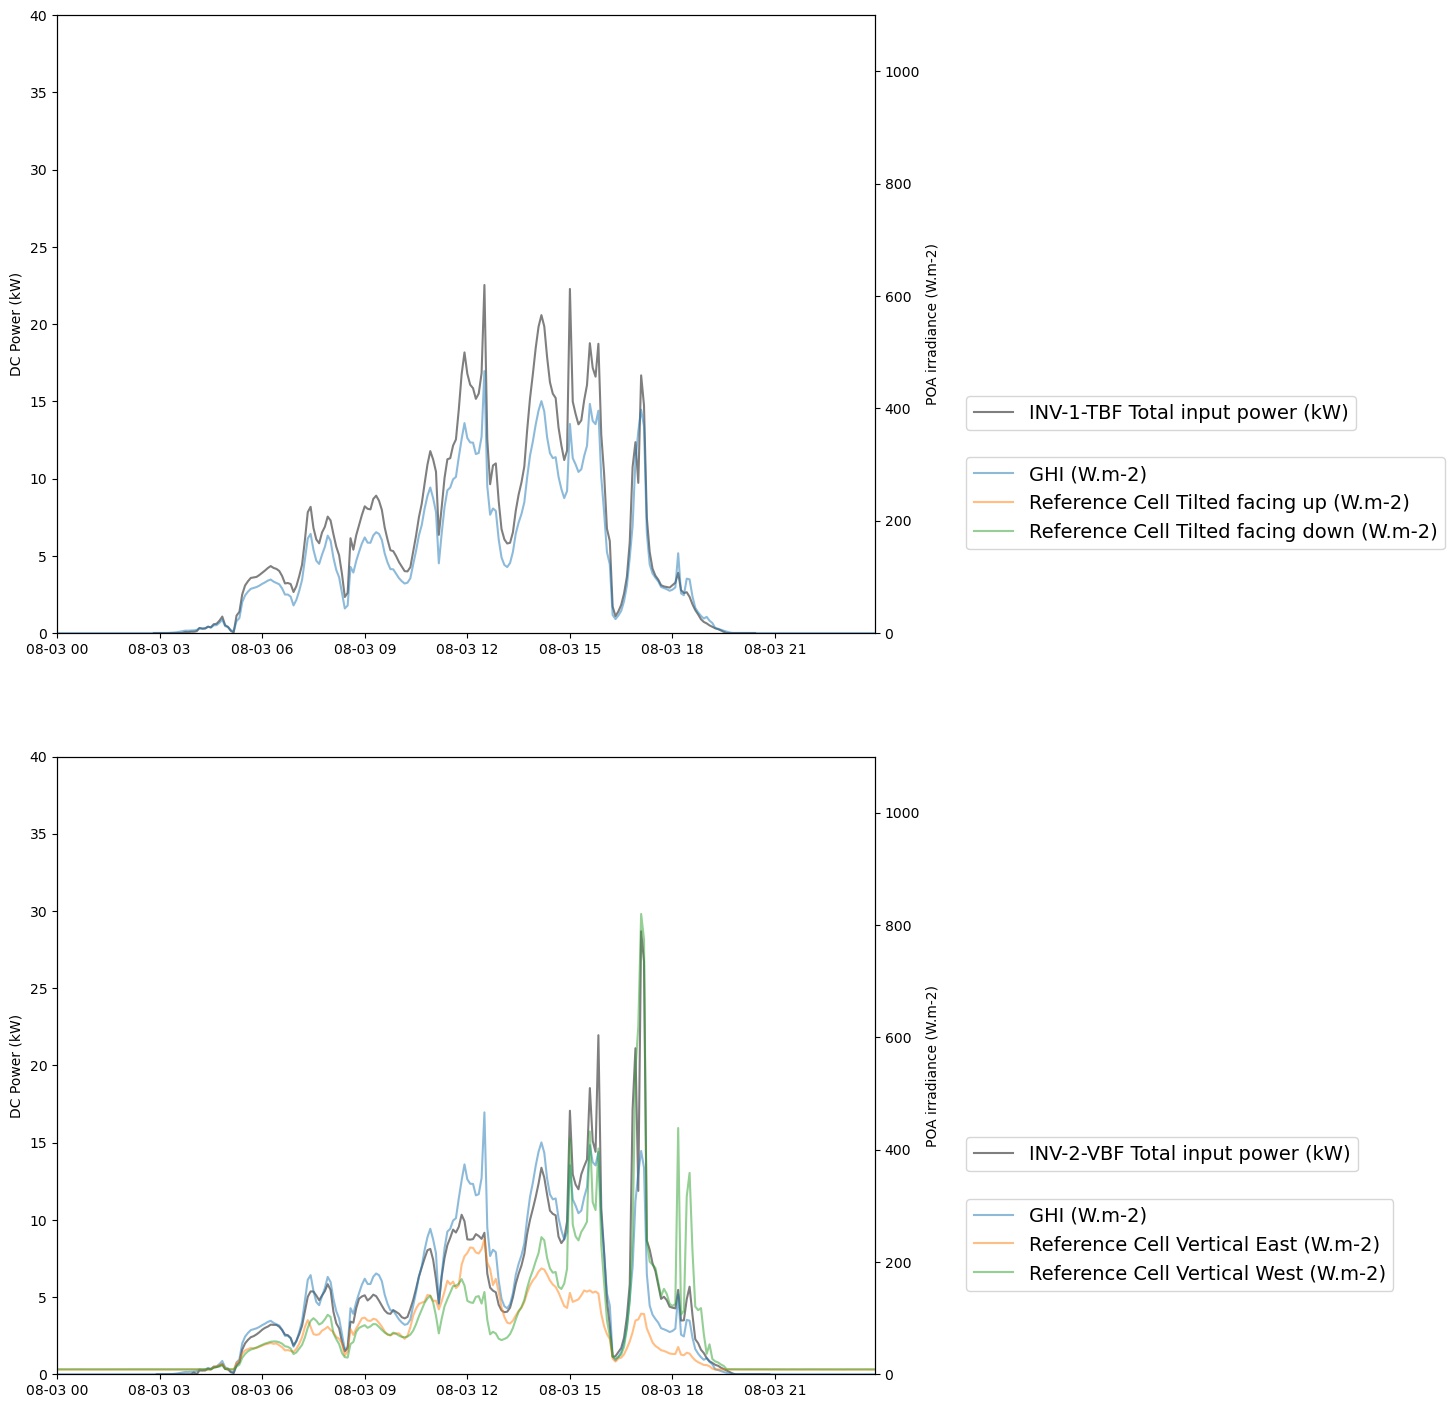 40
35
30
25
20
15
10
5
0
DC Power (kW)
1000
800
600
400
200
0
POA irradiance (W.m-2)
08-03 00 08-03 03 08-03 06 08-03 09 08-03 12 08-03 15 08-03 18 08-03 21
INV-1-TBF Total input power (kW)
GHI (W.m-2)
Reference Cell Tilted facing up (W.m-2)
Reference Cell Tilted facing down (W.m-2)
40
35
30
25
20
15
10
5
0
DC Power (kW)
1000
800
600
400
200
0
POA irradiance (W.m-2)
08-03 00 08-03 03 08-03 06 08-03 09 08-03 12 08-03 15 08-03 18 08-03 21
INV-2-VBF Total input power (kW)
GHI (W.m-2)
Reference Cell Vertical East (W.m-2)
Reference Cell Vertical West (W.m-2)